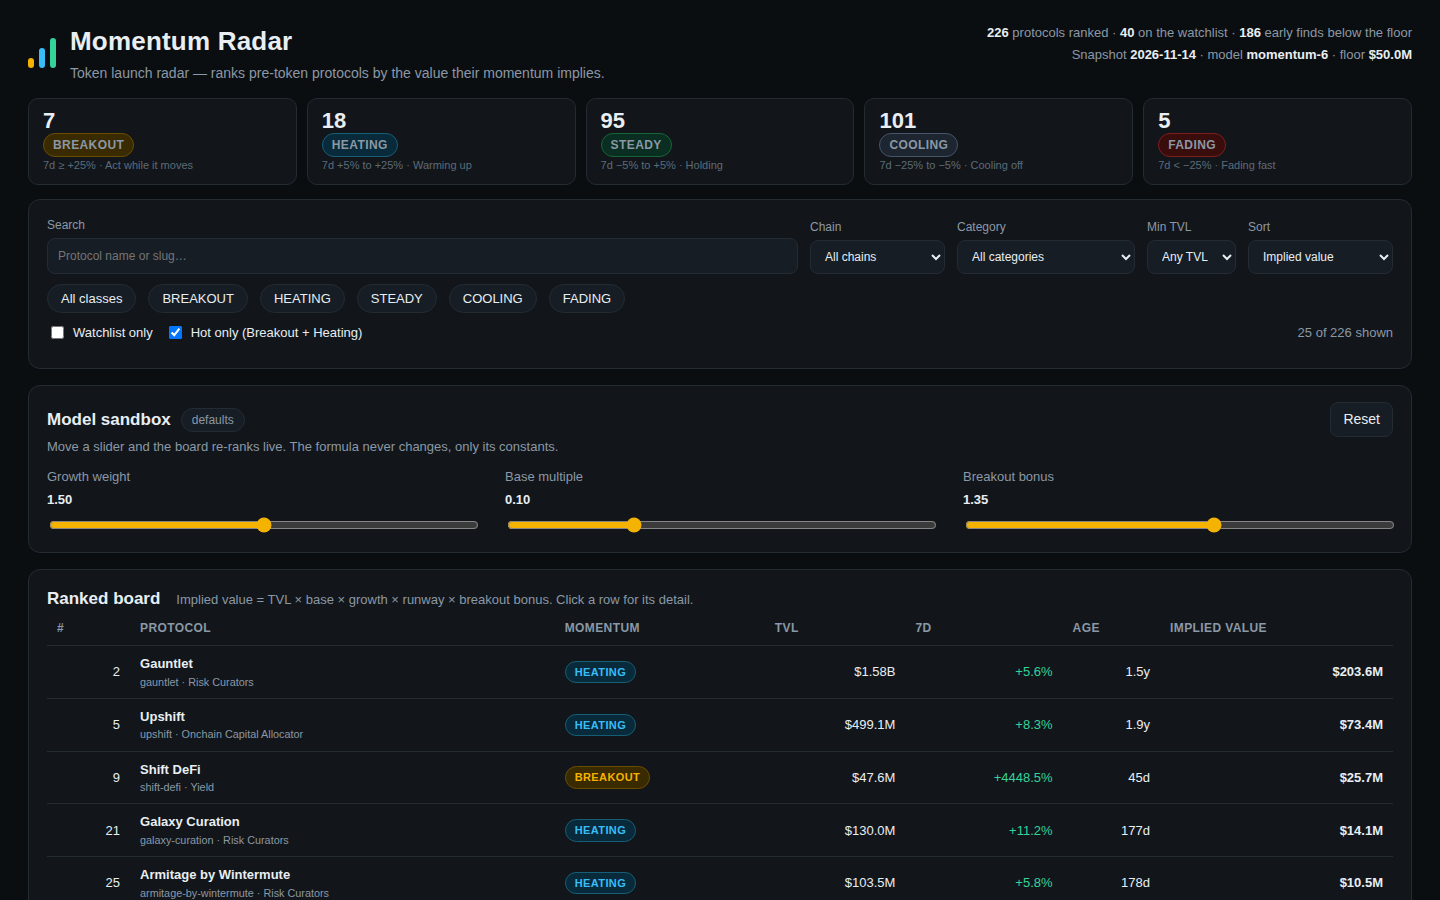 Momentum Radar
Token launch radar — ranks pre-token protocols by the value their momentum implies.
226 protocols ranked · 40 on the watchlist · 186 early finds below the floor
Snapshot 2026-11-14 · model momentum-6 · floor $50.0M
7
BREAKOUT
7d ≥ +25% · Act while it moves
18
HEATING
7d +5% to +25% · Warming up
95
STEADY
7d −5% to +5% · Holding
101
COOLING
7d −25% to −5% · Cooling off
5
FADING
7d < −25% · Fading fast
Search
Protocol name or slug…
Chain
All chains
Category
All categories
Min TVL
Any TVL
Sort
Implied value
All classes BREAKOUT HEATING STEADY COOLING FADING
Watchlist only Hot only (Breakout + Heating) 25 of 226 shown
Model sandbox defaults Reset
Move a slider and the board re-ranks live. The formula never changes, only its constants.
Growth weight
1.50
Base multiple
0.10
Breakout bonus
1.35
Ranked board Implied value = TVL × base × growth × runway × breakout bonus. Click a row for its detail.
# PROTOCOL MOMENTUM TVL 7D AGE IMPLIED VALUE
2 Gauntlet HEATING $1.58B +5.6% 1.5y $203.6M
gauntlet · Risk Curators
5 Upshift HEATING $499.1M +8.3% 1.9y $73.4M
upshift · Onchain Capital Allocator
9 Shift DeFi BREAKOUT $47.6M +4448.5% 45d $25.7M
shift-defi · Yield
21 Galaxy Curation HEATING $130.0M +11.2% 177d $14.1M
galaxy-curation · Risk Curators
25 Armitage by Wintermute HEATING $103.5M +5.8% 178d $10.5M
armitage-by-wintermute · Risk Curators